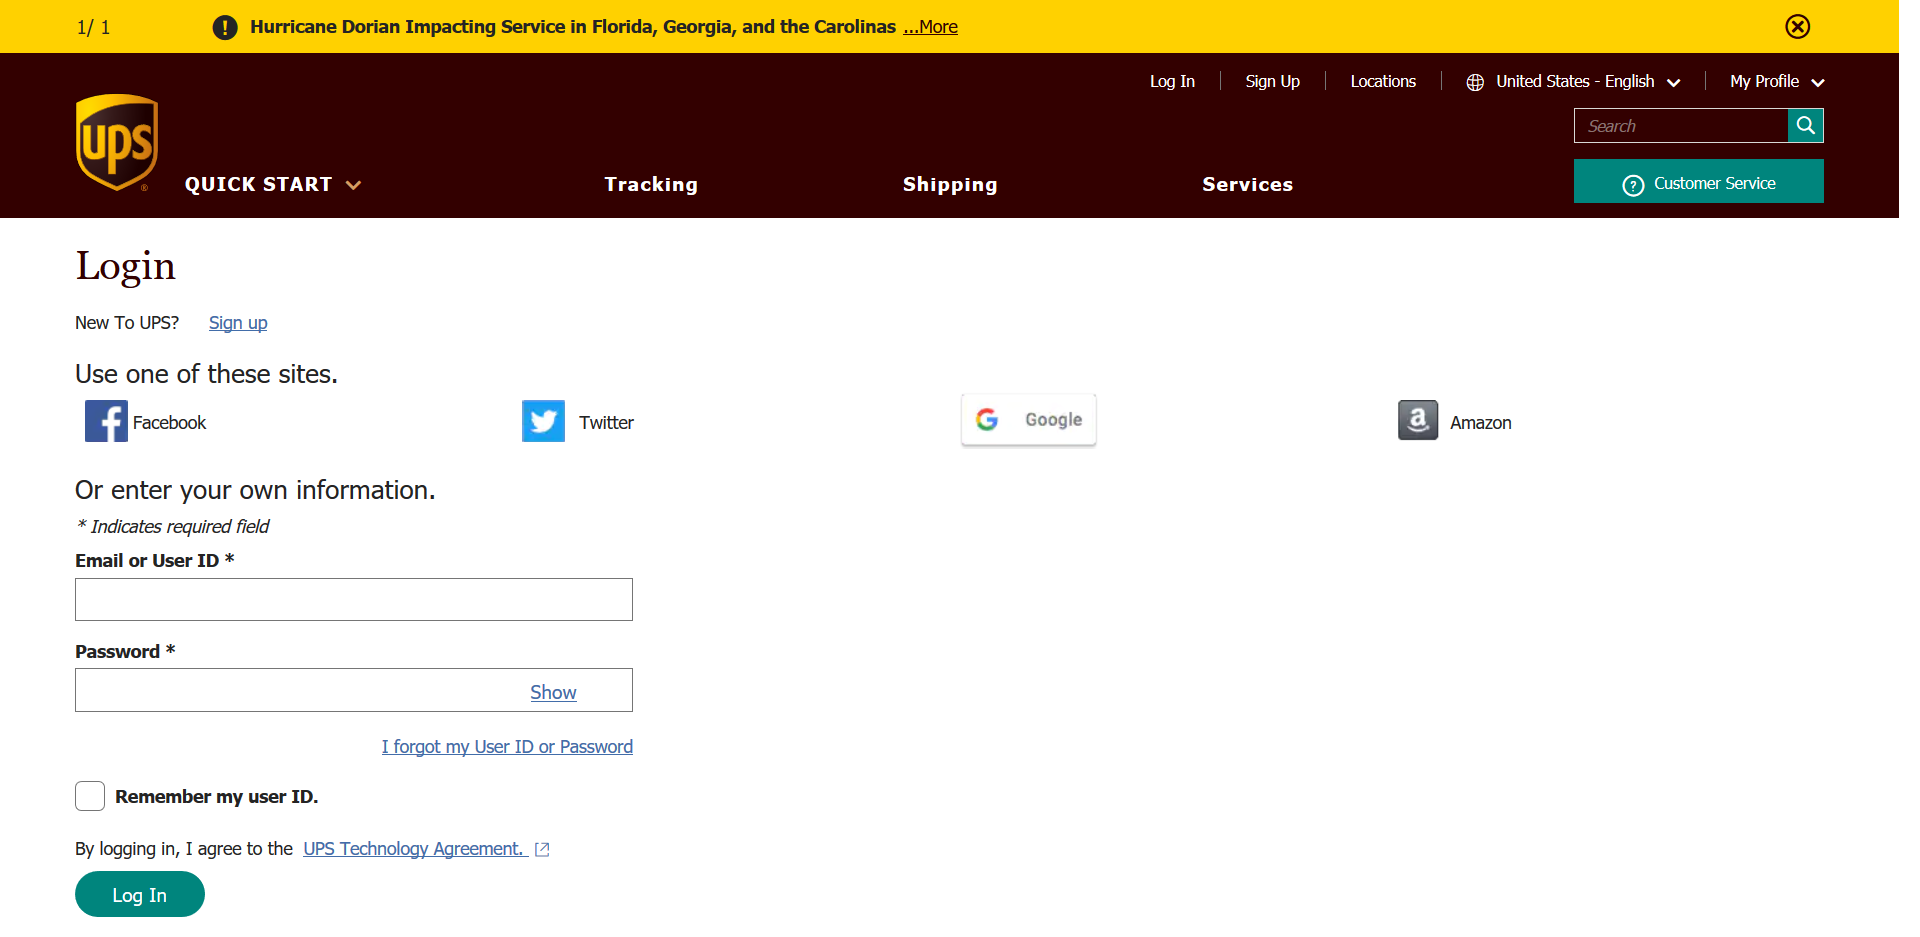 1/ 1
Hurricane Dorian Impacting Service in Florida, Georgia, and the Carolinas ...More
Log In
Sign Up
Locations
United States - English
My Profile
Search
ups
®
QUICK START
Tracking
Shipping
Services
Customer Service
Login
New To UPS? Sign up
Use one of these sites.
Facebook
Twitter
Google
Amazon
Or enter your own information.
* Indicates required field
Email or User ID *
Password *
Show
I forgot my User ID or Password
Remember my user ID.
By logging in, I agree to the UPS Technology Agreement.
Log In